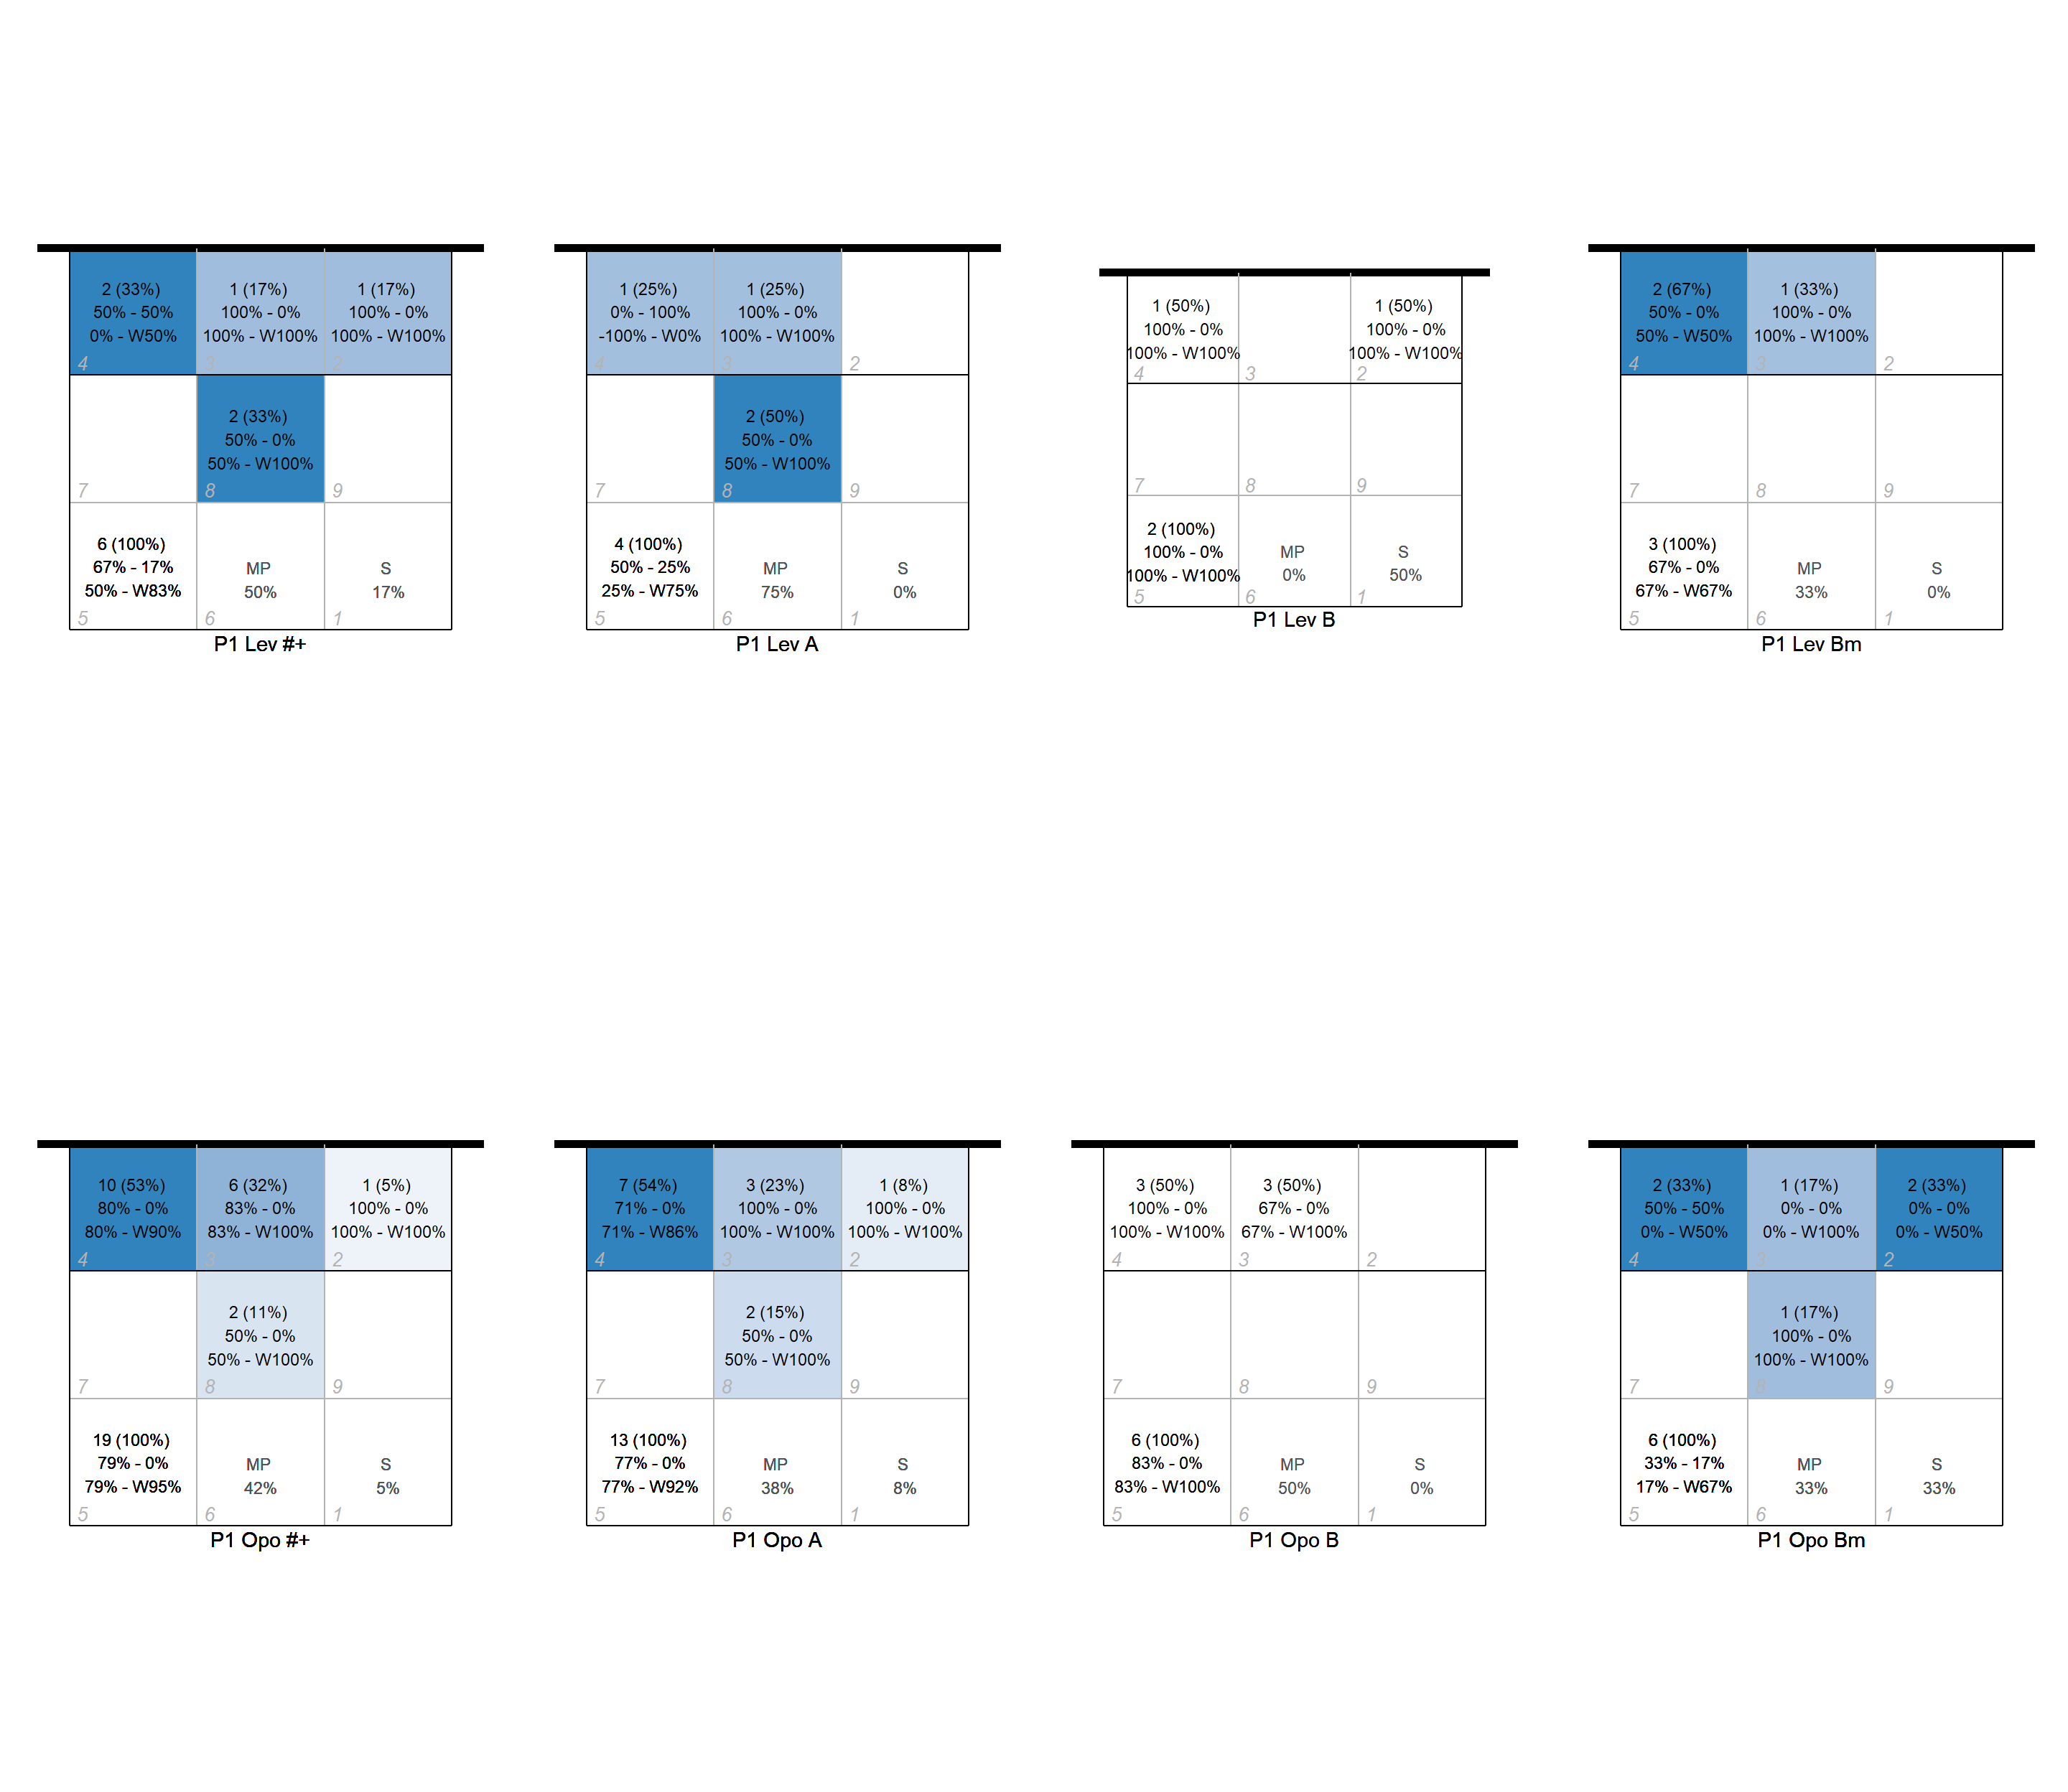 2 (33%)
50% - 50%
0% - W50%
4
1 (17%)
100% - 0%
100% - W100%
3
1 (17%)
100% - 0%
100% - W100%
2
7
2 (33%)
50% - 0%
50% - W100%
8
9
6 (100%)
67% - 17%
50% - W83%
5
MP
50%
6
S
17%
1
P1 Lev #+
1 (25%)
0% - 100%
-100% - W0%
4
1 (25%)
100% - 0%
100% - W100%
3
2
7
2 (50%)
50% - 0%
50% - W100%
8
9
4 (100%)
50% - 25%
25% - W75%
5
MP
75%
6
S
0%
1
P1 Lev A
1 (50%)
100% - 0%
100% - W100%
4
3
1 (50%)
100% - 0%
100% - W100%
2
7
8
9
2 (100%)
100% - 0%
100% - W100%
5
MP
0%
6
S
50%
1
P1 Lev B
2 (67%)
50% - 0%
50% - W50%
4
1 (33%)
100% - 0%
100% - W100%
3
2
7
8
9
3 (100%)
67% - 0%
67% - W67%
5
MP
33%
6
S
0%
1
P1 Lev Bm
10 (53%)
80% - 0%
80% - W90%
4
6 (32%)
83% - 0%
83% - W100%
3
1 (5%)
100% - 0%
100% - W100%
2
7
2 (11%)
50% - 0%
50% - W100%
8
9
19 (100%)
79% - 0%
79% - W95%
5
MP
42%
6
S
5%
1
P1 Opo #+
7 (54%)
71% - 0%
71% - W86%
4
3 (23%)
100% - 0%
100% - W100%
3
1 (8%)
100% - 0%
100% - W100%
2
7
2 (15%)
50% - 0%
50% - W100%
8
9
13 (100%)
77% - 0%
77% - W92%
5
MP
38%
6
S
8%
1
P1 Opo A
3 (50%)
100% - 0%
100% - W100%
4
3 (50%)
67% - 0%
67% - W100%
3
2
7
8
9
6 (100%)
83% - 0%
83% - W100%
5
MP
50%
6
S
0%
1
P1 Opo B
2 (33%)
50% - 50%
0% - W50%
4
1 (17%)
0% - 0%
0% - W100%
3
2 (33%)
0% - 0%
0% - W50%
2
7
1 (17%)
100% - 0%
100% - W100%
8
9
6 (100%)
33% - 17%
17% - W67%
5
MP
33%
6
S
33%
1
P1 Opo Bm